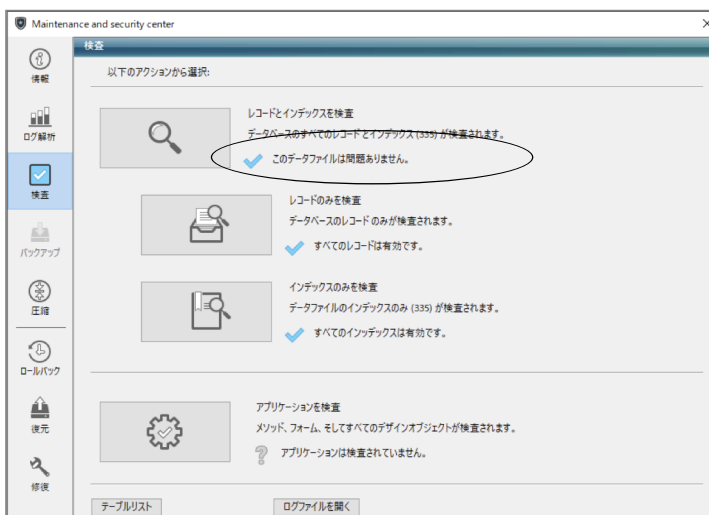 Maintenance and security center
検査
情報
ログ解析
検査
バックアップ
圧縮
ロールバック
復元
修復
以下のアクションから選択:
レコードとインデックスを検査
データベースのすべてのレコードとインデックス (335) が検査されます。
このデータファイルは問題ありません。
レコードのみを検査
データベースのレコード のみが検査されます。
すべてのレコードは有効です。
インデックスのみを検査
データファイルのインデックスのみ (335) が検査されます。
すべてのインッデックスは有効です。
アプリケーションを検査
メソッド、フォーム、そしてすべてのデザインオブジェクトが検査されます。
アプリケーションは検査されていません。
テーブルリスト
ログファイルを開く